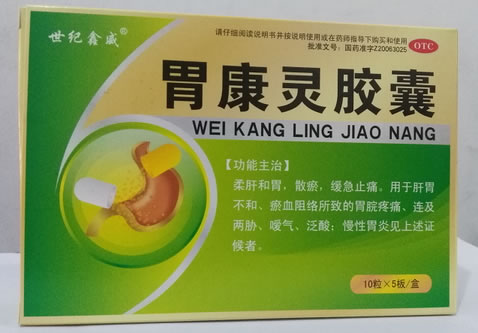 世纪鑫威®
请仔细阅读说明书并按说明使用或在药师指导下购买和使用
批准文号：国药准字Z20063025
OTC
胃康灵胶囊
WEI KANG LING JIAO NANG
【功能主治】
柔肝和胃，散瘀，缓急止痛。用于肝胃
不和、瘀血阻络所致的胃脘疼痛、连及
两胁、嗳气、泛酸；慢性胃炎见上述证
候者。
10粒×5板/盒